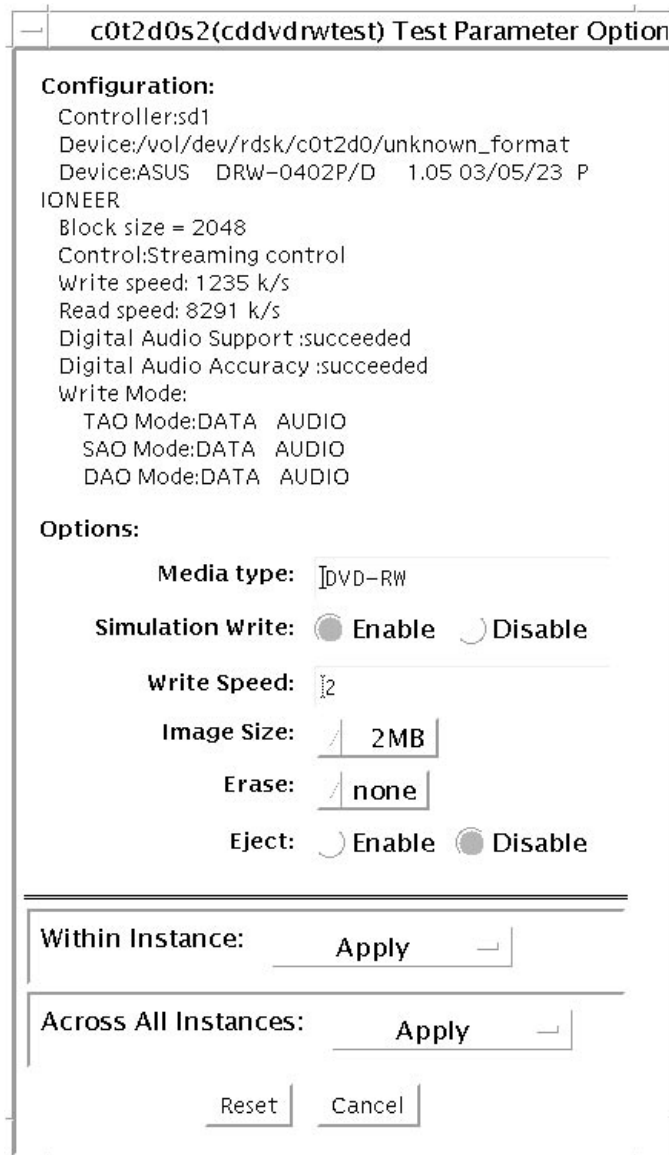 c0t2d0s2(cddvdrwtest) Test Parameter Option
Configuration:
Controller:sd1
Device:/vol/dev/rdsk/c0t2d0/unknown_format
Device:ASUS DRW-0402P/D 1.05 03/05/23 P
IONEER
Block size = 2048
Control:Streaming control
Write speed: 1235 k/s
Read speed: 8291 k/s
Digital Audio Support :succeeded
Digital Audio Accuracy :succeeded
Write Mode:
TAO Mode:DATA AUDIO
SAO Mode:DATA AUDIO
DAO Mode:DATA AUDIO
Options:
Media type: DVD-RW
Simulation Write: Enable Disable
Write Speed: 2
Image Size: 2MB
Erase: none
Eject: Enable Disable
Within Instance: Apply
Across All Instances: Apply
Reset Cancel